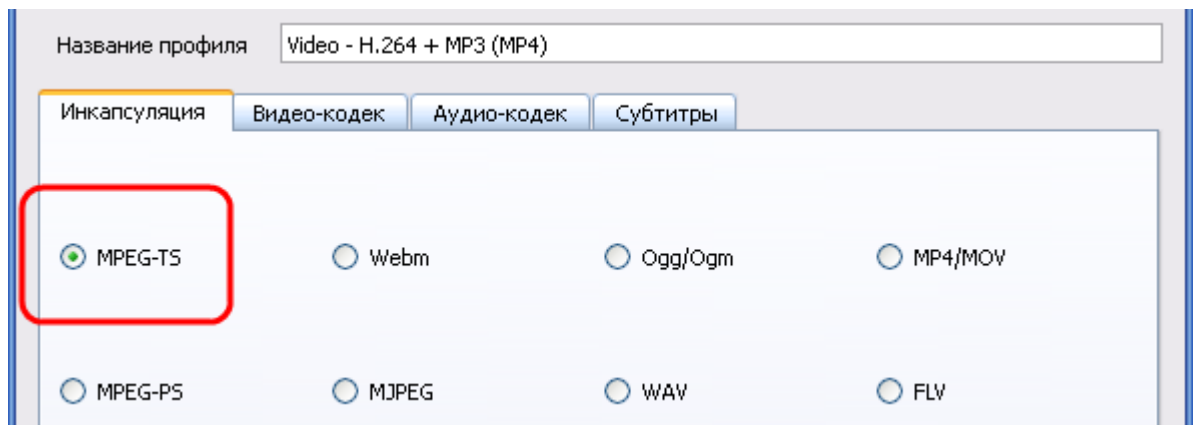 Название профиля Video - H.264 + MP3 (MP4)
Инкапсуляция Видео-кодек Аудио-кодек Субтитры
MPEG-TS Webm Ogg/Ogm MP4/MOV
MPEG-PS MJPEG WAV FLV